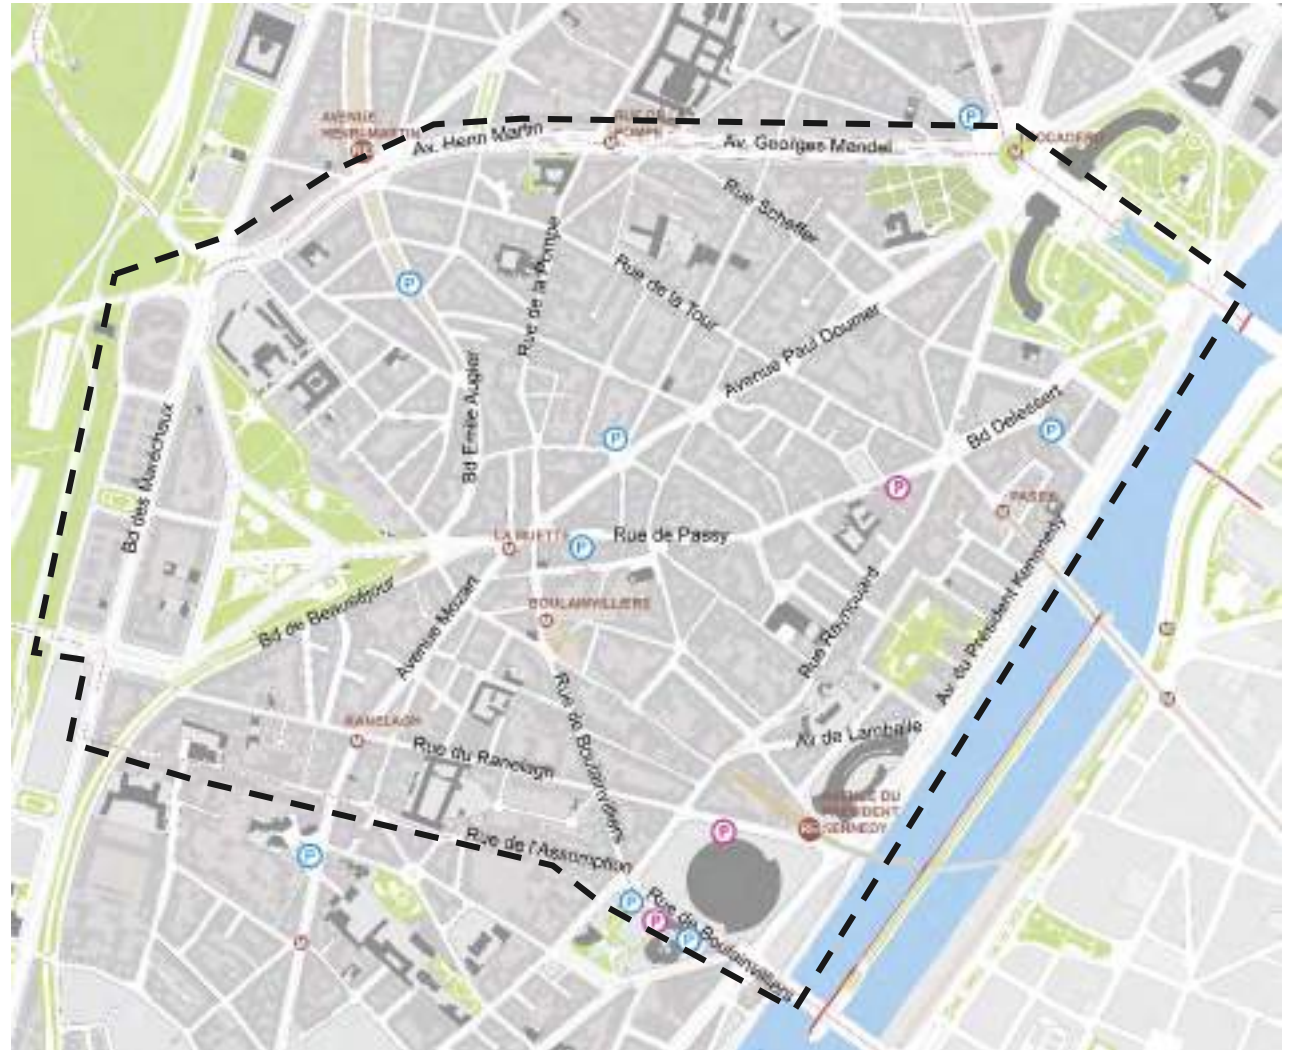 AVENUE
HENRI-MARTIN
RUE DE LA
POMPE
TROCADERO
Av. Henri Martin
Av. Georges Mandel
Rue Scheffer
Rue de la Pompe
Rue de la Tour
P
P
Avenue Paul Doumer
Bd Emile Augier
Bd Delessert
P
P
Bd des Maréchaux
P
PASSY
LA MUETTE
P
Rue de Passy
Bd de Beauséjour
Avenue Mozart
BOULAINVILLIERS
Rue Raynouard
Av. du Président Kennedy
Rue de Boulainvilliers
RANELAGH
Rue du Ranelagh
Av de Lamballe
AVENUE DU
PRESIDENT
KENNEDY
P
Rue de l'Assomption
P
P
P
P
Rue de Boulainvilliers